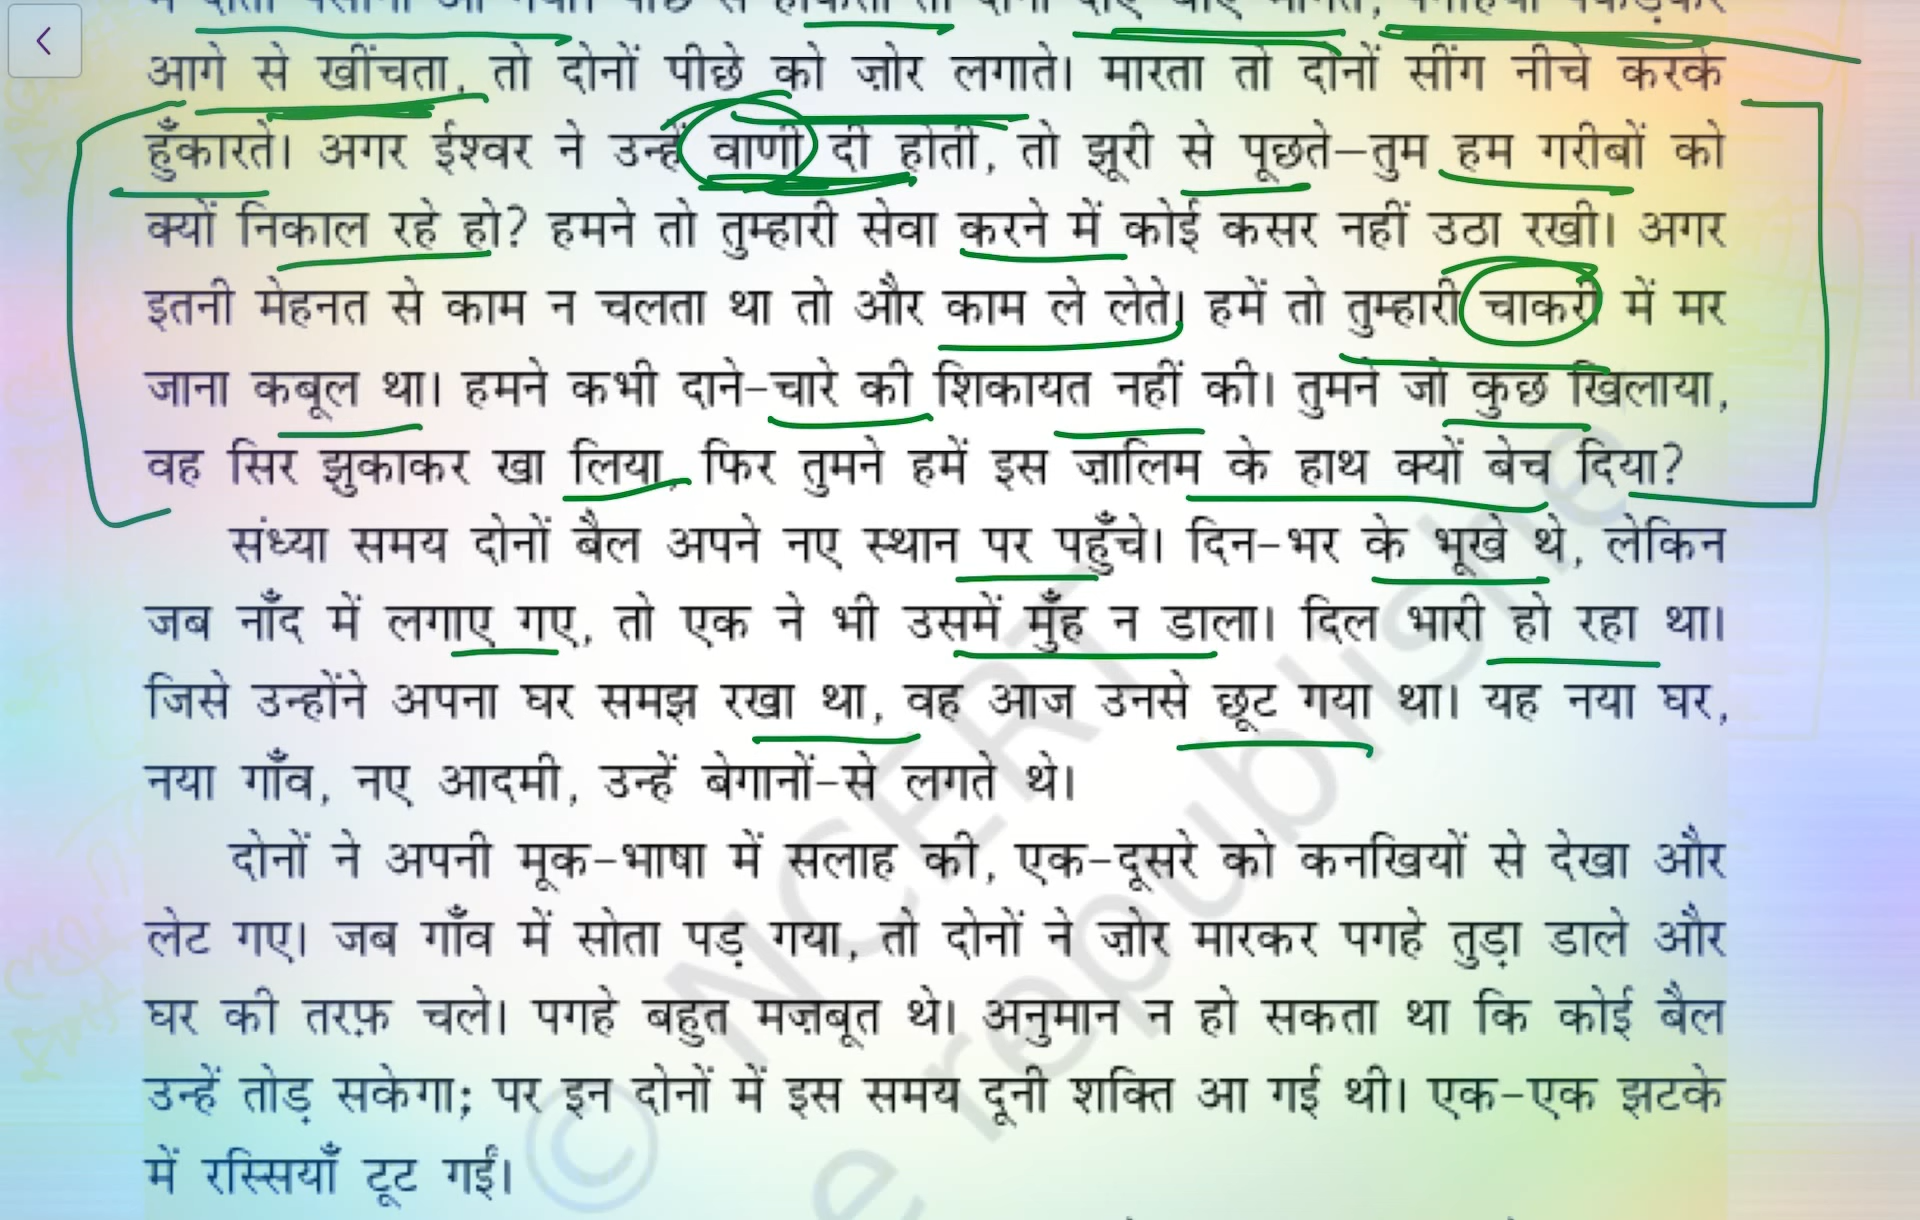 आगे से खींचता, तो दोनों पीछे को ज़ोर लगाते। मारता तो दोनों सींग नीचे करके
हुँकारते। अगर ईश्वर ने उन्हें वाणी दी होती, तो झूरी से पूछते–तुम हम गरीबों को
क्यों निकाल रहे हो? हमने तो तुम्हारी सेवा करने में कोई कसर नहीं उठा रखी। अगर
इतनी मेहनत से काम न चलता था तो और काम ले लेते। हमें तो तुम्हारी चाकरी में मर
जाना कबूल था। हमने कभी दाने-चारे की शिकायत नहीं की। तुमने जो कुछ खिलाया,
वह सिर झुकाकर खा लिया, फिर तुमने हमें इस ज़ालिम के हाथ क्यों बेच दिया?
संध्या समय दोनों बैल अपने नए स्थान पर पहुँचे। दिन-भर के भूखे थे, लेकिन
जब नाँद में लगाए गए, तो एक ने भी उसमें मुँह न डाला। दिल भारी हो रहा था।
जिसे उन्होंने अपना घर समझ रखा था, वह आज उनसे छूट गया था। यह नया घर,
नया गाँव, नए आदमी, उन्हें बेगानों-से लगते थे।
दोनों ने अपनी मूक-भाषा में सलाह की, एक-दूसरे को कनखियों से देखा और
लेट गए। जब गाँव में सोता पड़ गया, तो दोनों ने ज़ोर मारकर पगहे तुड़ा डाले और
घर की तरफ़ चले। पगहे बहुत मज़बूत थे। अनुमान न हो सकता था कि कोई बैल
उन्हें तोड़ सकेगा; पर इन दोनों में इस समय दूनी शक्ति आ गई थी। एक-एक झटके
में रस्सियाँ टूट गईं।
© NCERT
e republishe